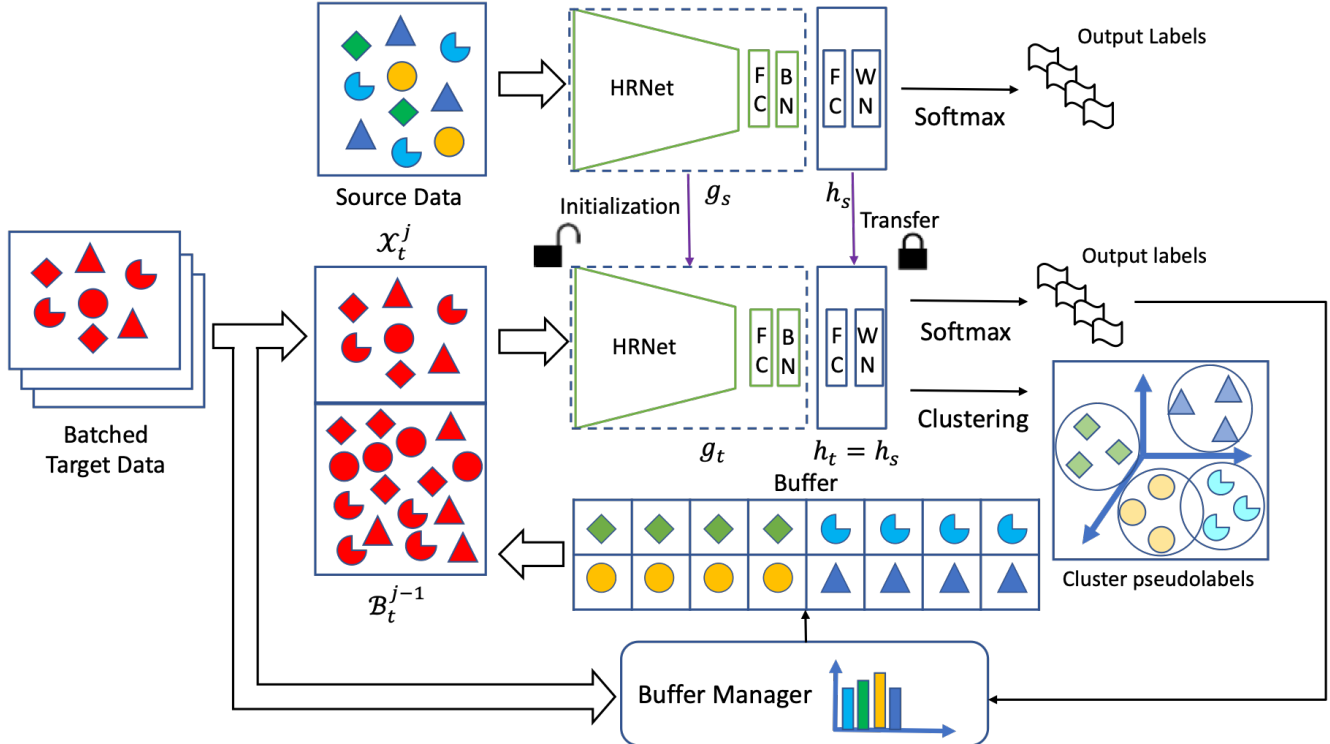 HRNet
F
C
B
N
F
C
W
N
Softmax
Output Labels
Source Data
Initialization
g_s
h_s
Transfer
𝒳_t^j
HRNet
F
C
B
N
F
C
W
N
Softmax
Output labels
Clustering
Batched
Target Data
g_t
h_t = h_s
Buffer
Cluster pseudolabels
ℬ_t^{j-1}
Buffer Manager